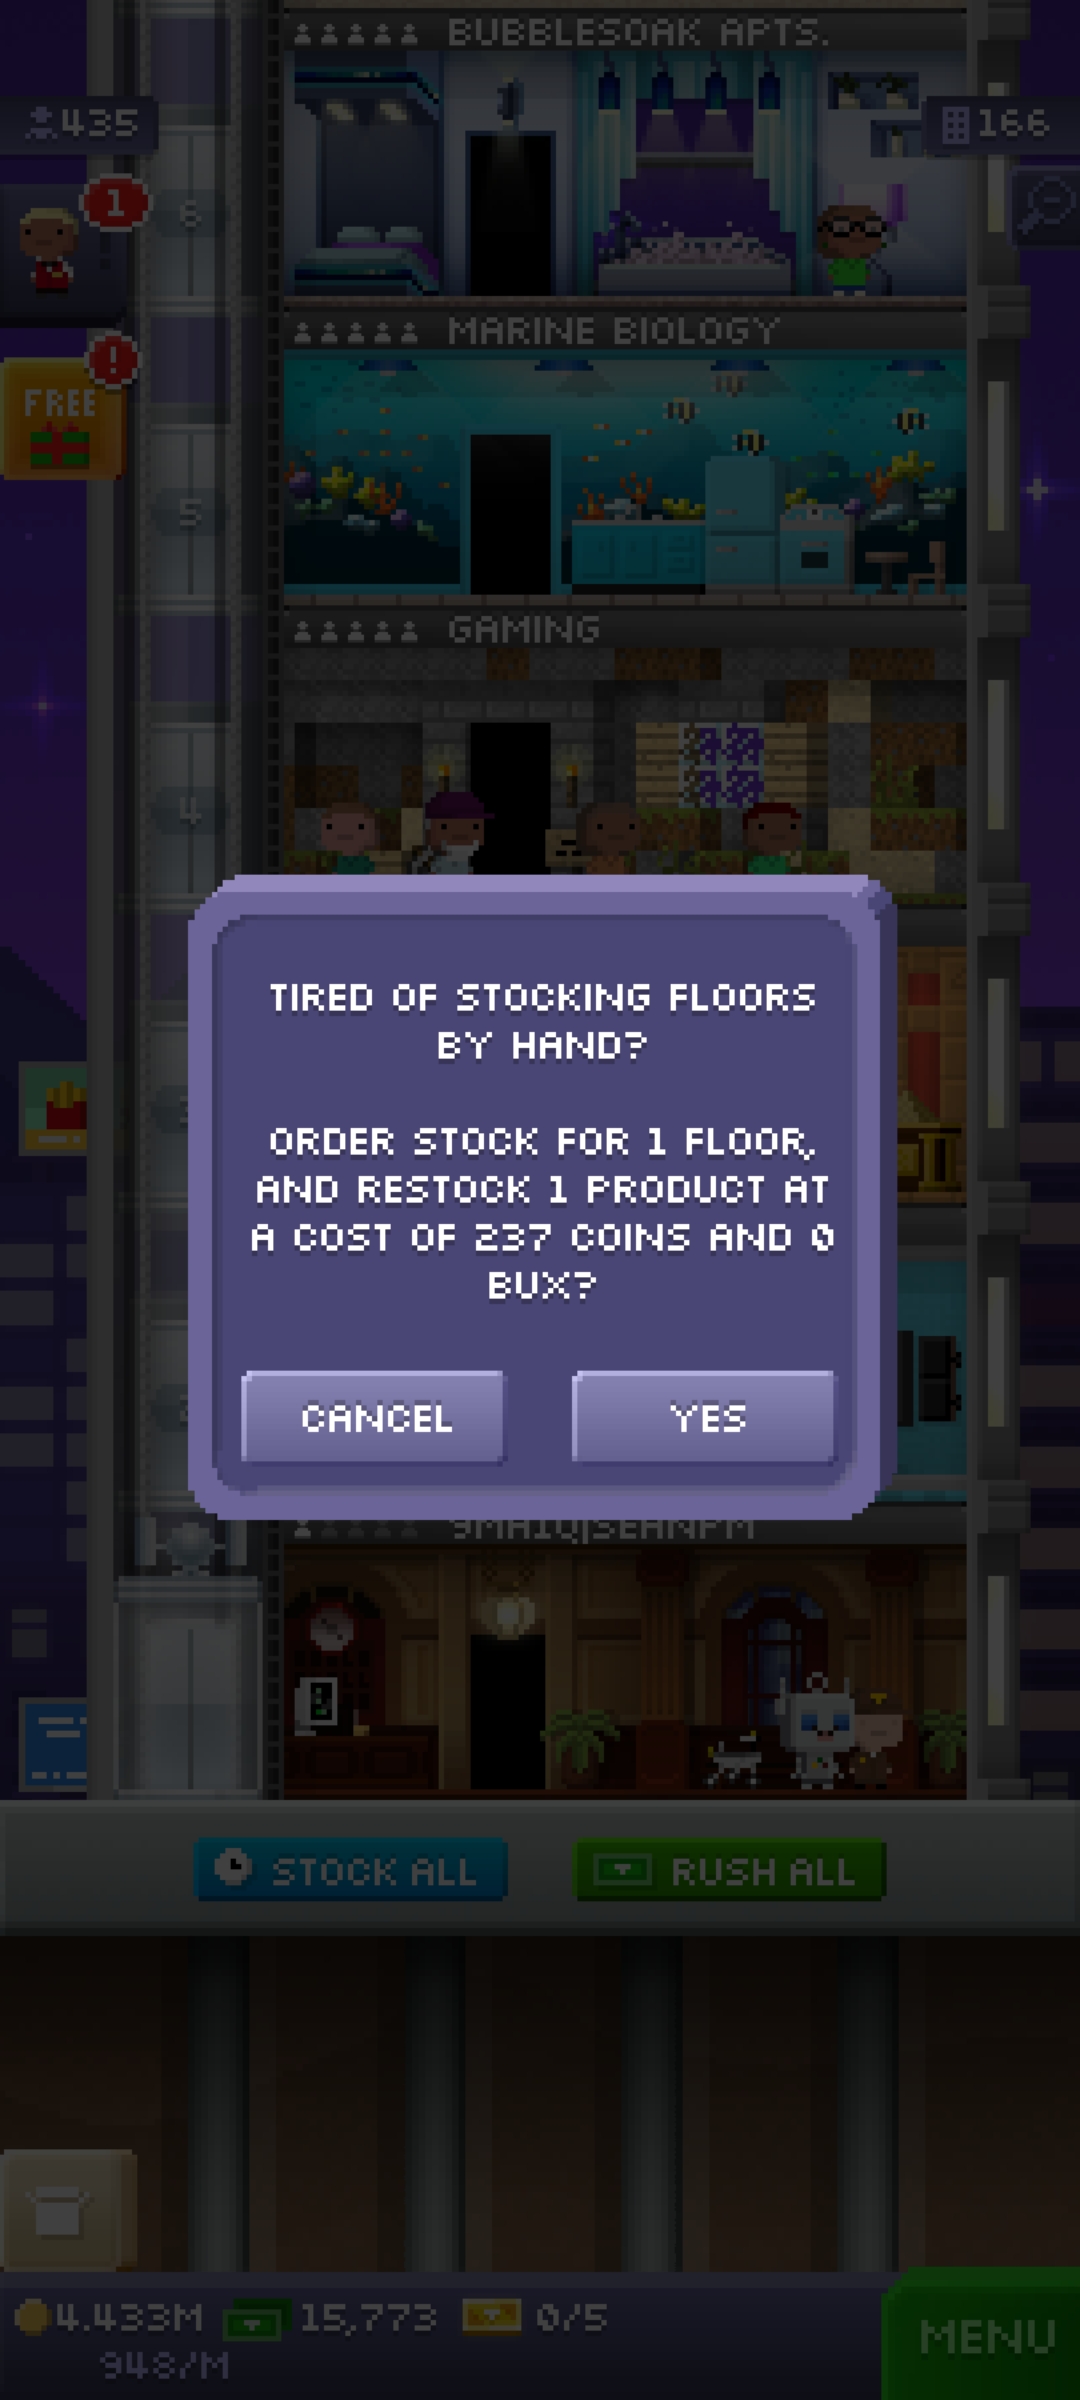 BUBBLESOAK APTS.
435
166
1
6
MARINE BIOLOGY
!
FREE
5
GAMING
4
TIRED OF STOCKING FLOORS
BY HAND?
ORDER STOCK FOR 1 FLOOR,
AND RESTOCK 1 PRODUCT AT
A COST OF 237 COINS AND 0
BUX?
CANCEL
YES
STOCK ALL
RUSH ALL
4.433M
15,773
0/5
948/M
MENU